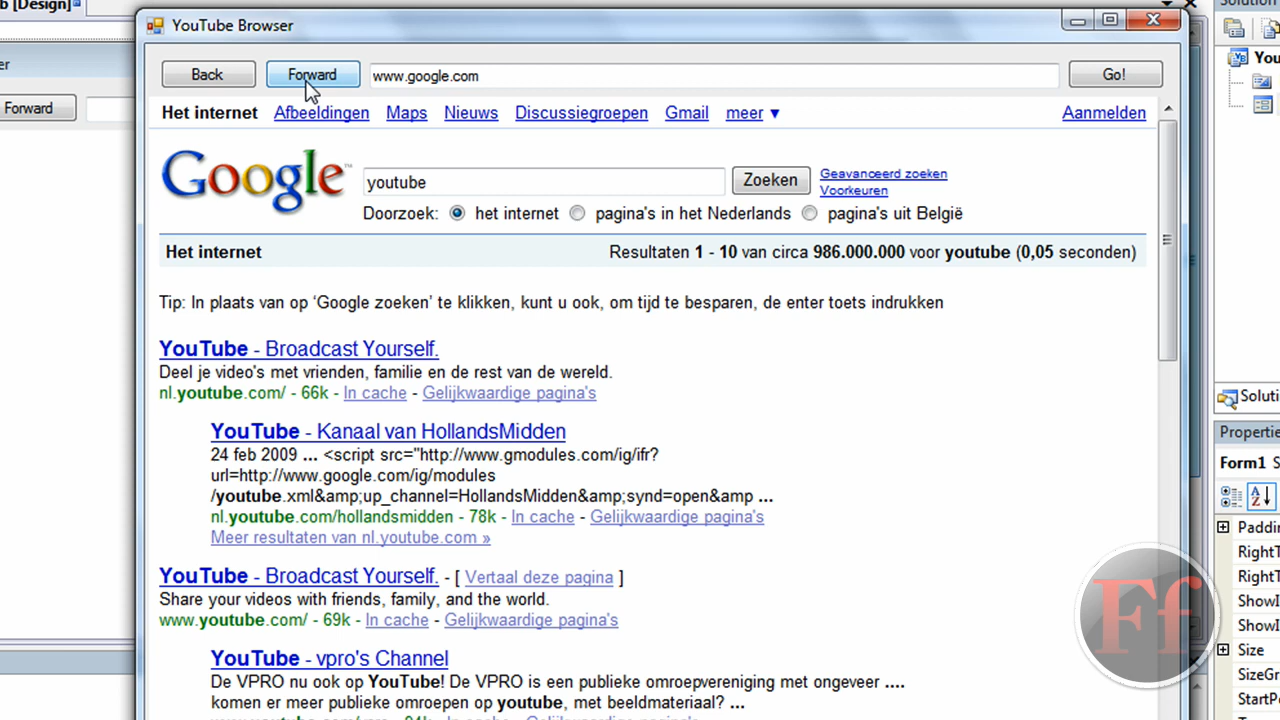 b [Design]*
YouTube Browser
Back Forward www.google.com Go!
Forward
Het internet Afbeeldingen Maps Nieuws Discussiegroepen Gmail meer ▼ Aanmelden
Google™ youtube Zoeken Geavanceerd zoeken
Voorkeuren
Doorzoek: het internet pagina's in het Nederlands pagina's uit België
Het internet Resultaten 1 - 10 van circa 986.000.000 voor youtube (0,05 seconden)
Tip: In plaats van op ‘Google zoeken’ te klikken, kunt u ook, om tijd te besparen, de enter toets indrukken
YouTube - Broadcast Yourself.
Deel je video's met vrienden, familie en de rest van de wereld.
nl.youtube.com/ - 66k - In cache - Gelijkwaardige pagina's
YouTube - Kanaal van HollandsMidden
24 feb 2009 ... <script src="http://www.gmodules.com/ig/ifr?
url=http://www.google.com/ig/modules
/youtube.xml&amp;up_channel=HollandsMidden&amp;synd=open&amp ...
nl.youtube.com/hollandsmidden - 78k - In cache - Gelijkwaardige pagina's
Meer resultaten van nl.youtube.com »
YouTube - Broadcast Yourself. - [ Vertaal deze pagina ]
Share your videos with friends, family, and the world.
www.youtube.com/ - 69k - In cache - Gelijkwaardige pagina's
YouTube - vpro's Channel
De VPRO nu ook op YouTube! De VPRO is een publieke omroepvereniging met ongeveer ....
komen er meer publieke omroepen op youtube, met beeldmateriaal? ...
You
Soluti
Propertie
Form1 S
Paddin
RightT
RightT
ShowI
ShowI
Size
SizeG
StartP
Ff